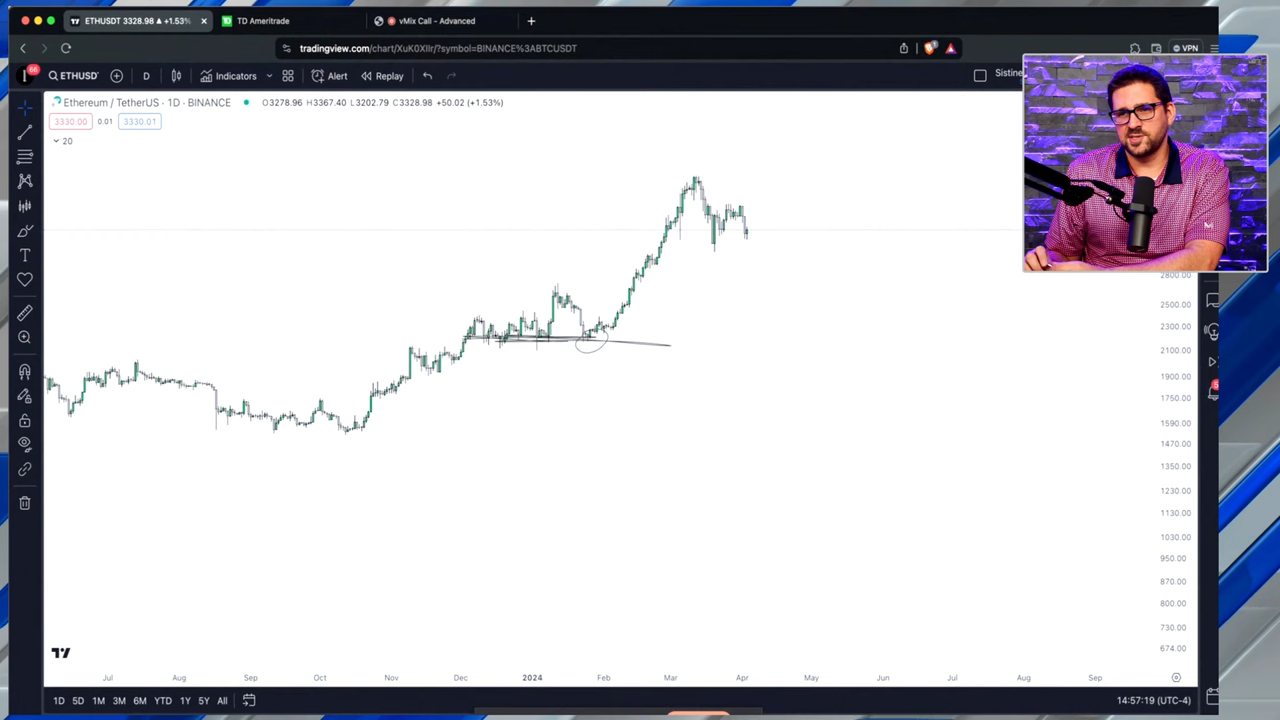 ETHUSDT 3328.98 ▲ +1.53%
TD Ameritrade
vMix Call - Advanced
tradingview.com/chart/XuK0XIlr/?symbol=BINANCE%3ABTCUSDT
VPN
66
ETHUSD
D
Indicators
Alert
Replay
Sistine
Ethereum / TetherUS · 1D · BINANCE
O3278.96 H3367.40 L3202.79 C3328.98 +50.02 (+1.53%)
3330.00
0.01
3330.01
20
2800.00
2500.00
2300.00
2100.00
1900.00
1750.00
1590.00
1470.00
1350.00
1230.00
1130.00
1030.00
950.00
870.00
800.00
730.00
674.00
Jul
Aug
Sep
Oct
Nov
Dec
2024
Feb
Mar
Apr
May
Jun
Jul
Aug
Sep
1D
5D
1M
3M
6M
YTD
1Y
5Y
All
14:57:19 (UTC-4)